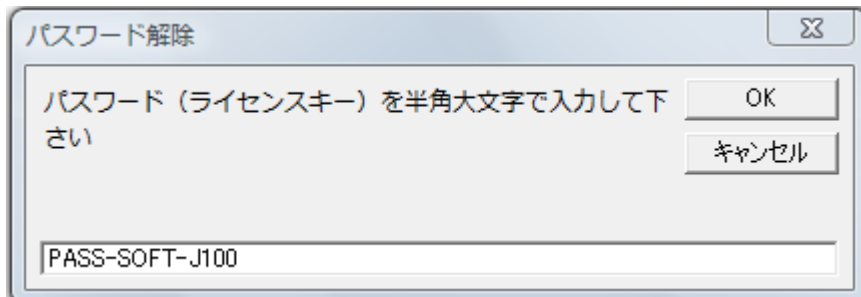 パスワード解除
パスワード（ライセンスキー）を半角大文字で入力して下
さい
OK
キャンセル
PASS-SOFT-J100